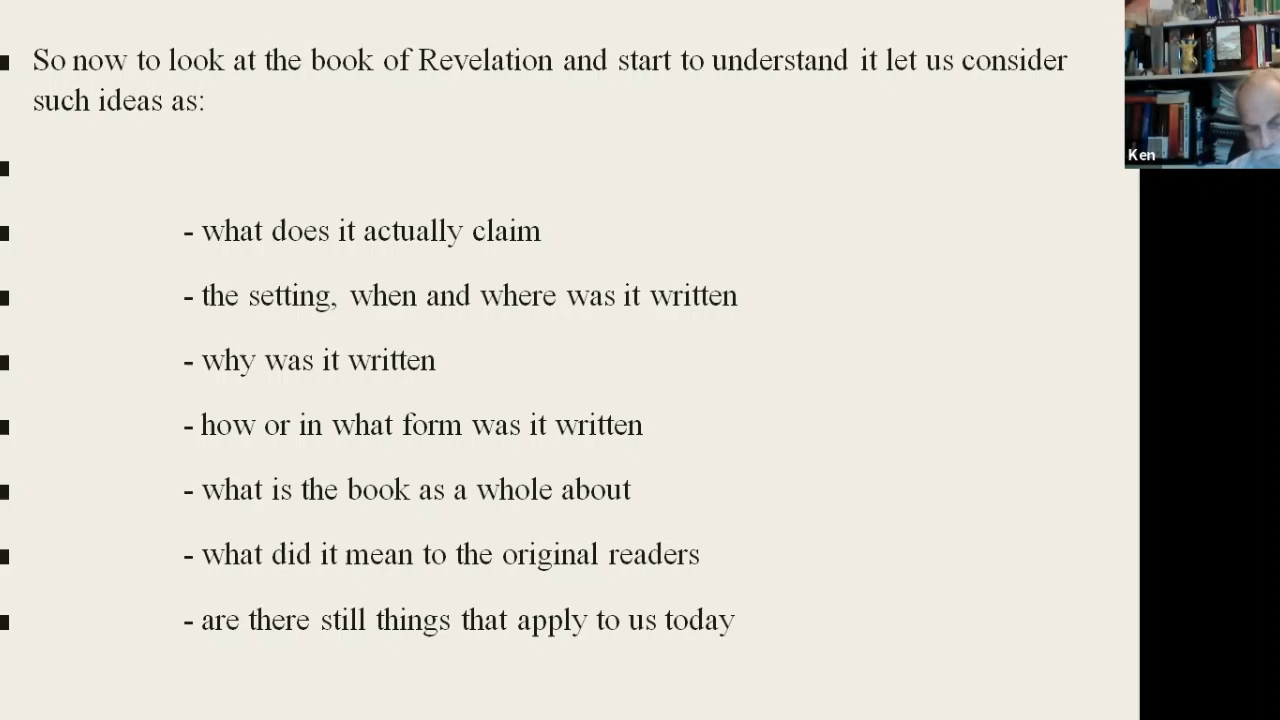 So now to look at the book of Revelation and start to understand it let us consider
such ideas as:
- what does it actually claim
- the setting, when and where was it written
- why was it written
- how or in what form was it written
- what is the book as a whole about
- what did it mean to the original readers
- are there still things that apply to us today
Ken